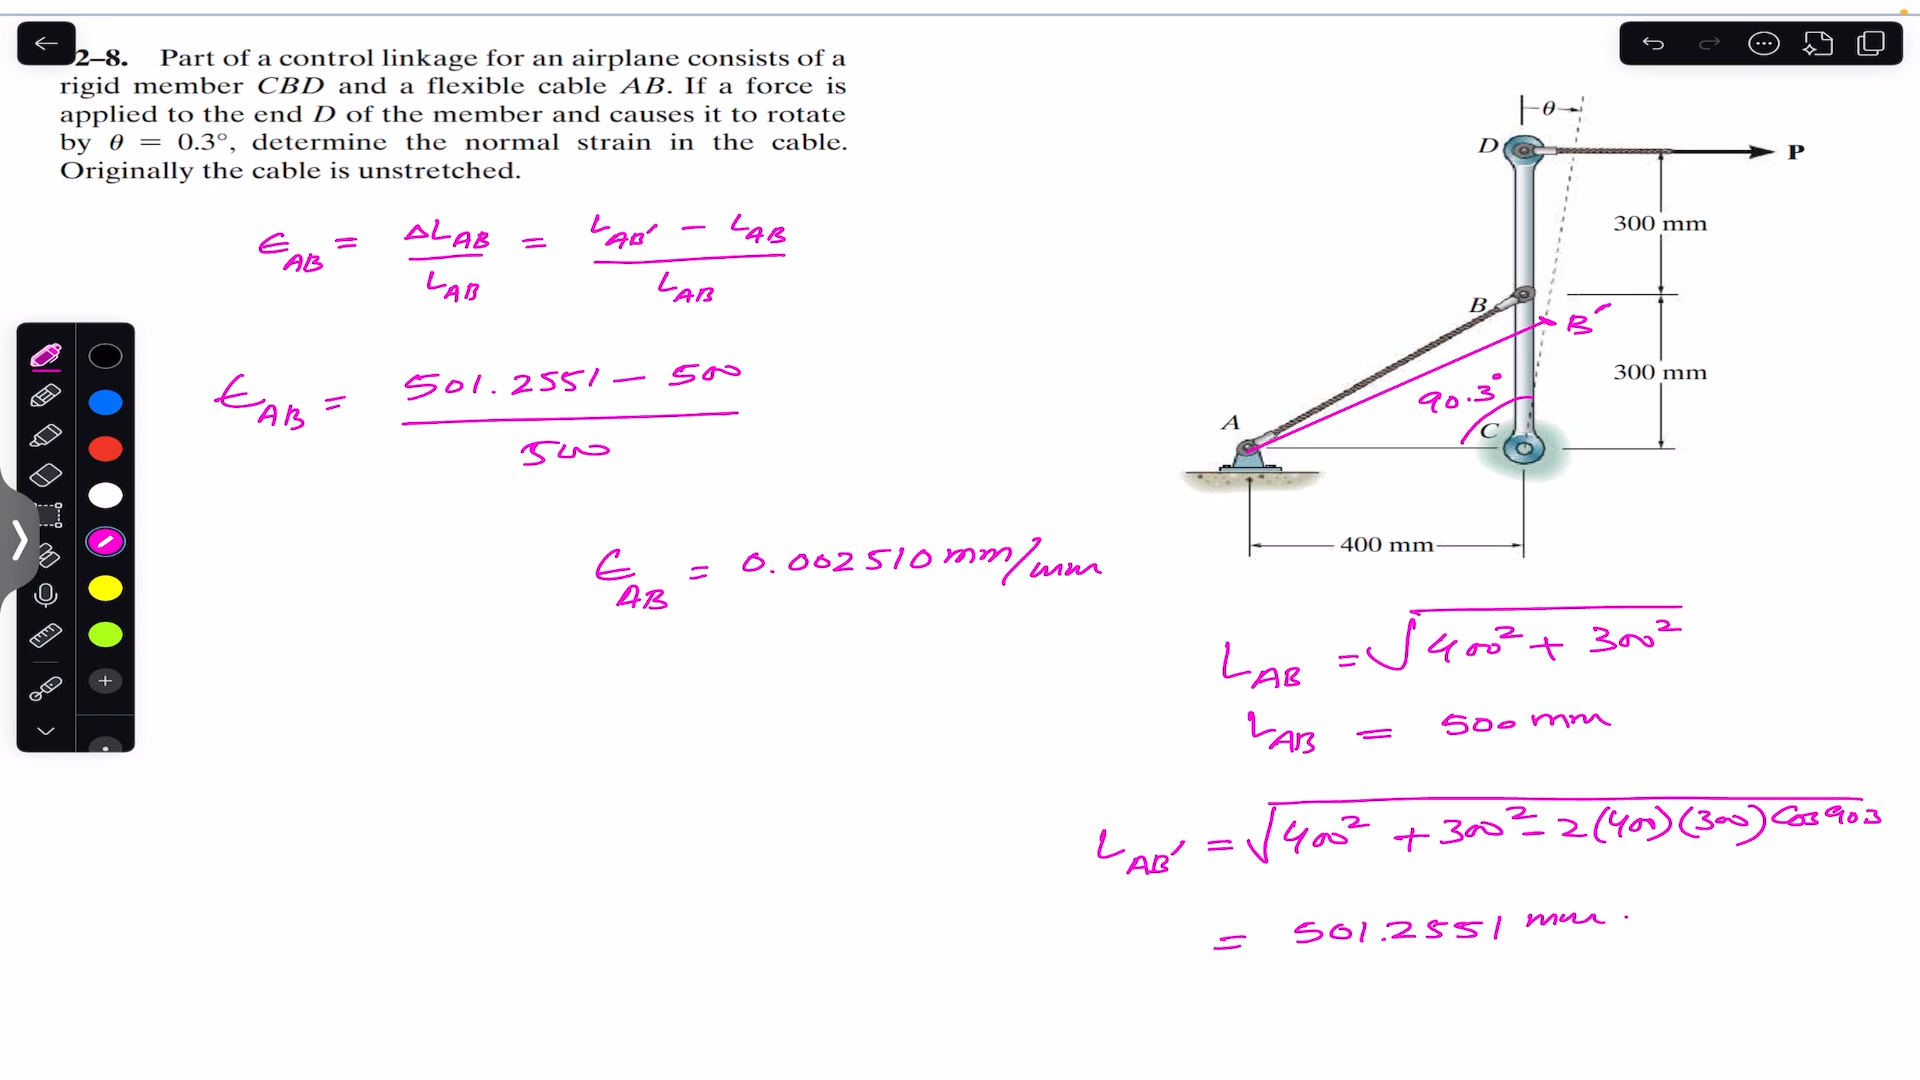 2–8. Part of a control linkage for an airplane consists of a
rigid member CBD and a flexible cable AB. If a force is
applied to the end D of the member and causes it to rotate
by θ = 0.3°, determine the normal strain in the cable.
Originally the cable is unstretched.
ϵ_AB = ΔL_AB / L_AB = (L_AB′ − L_AB) / L_AB
ϵ_AB = (501.2551 − 500) / 500
ϵ_AB = 0.002510 mm/mm
θ
D
P
300 mm
B
B′
300 mm
90.3°
A
C
400 mm
L_AB = √(400² + 300²)
L_AB = 500 mm
L_AB′ = √(400² + 300² − 2(400)(300) Cos 90.3
= 501.2551 mm.